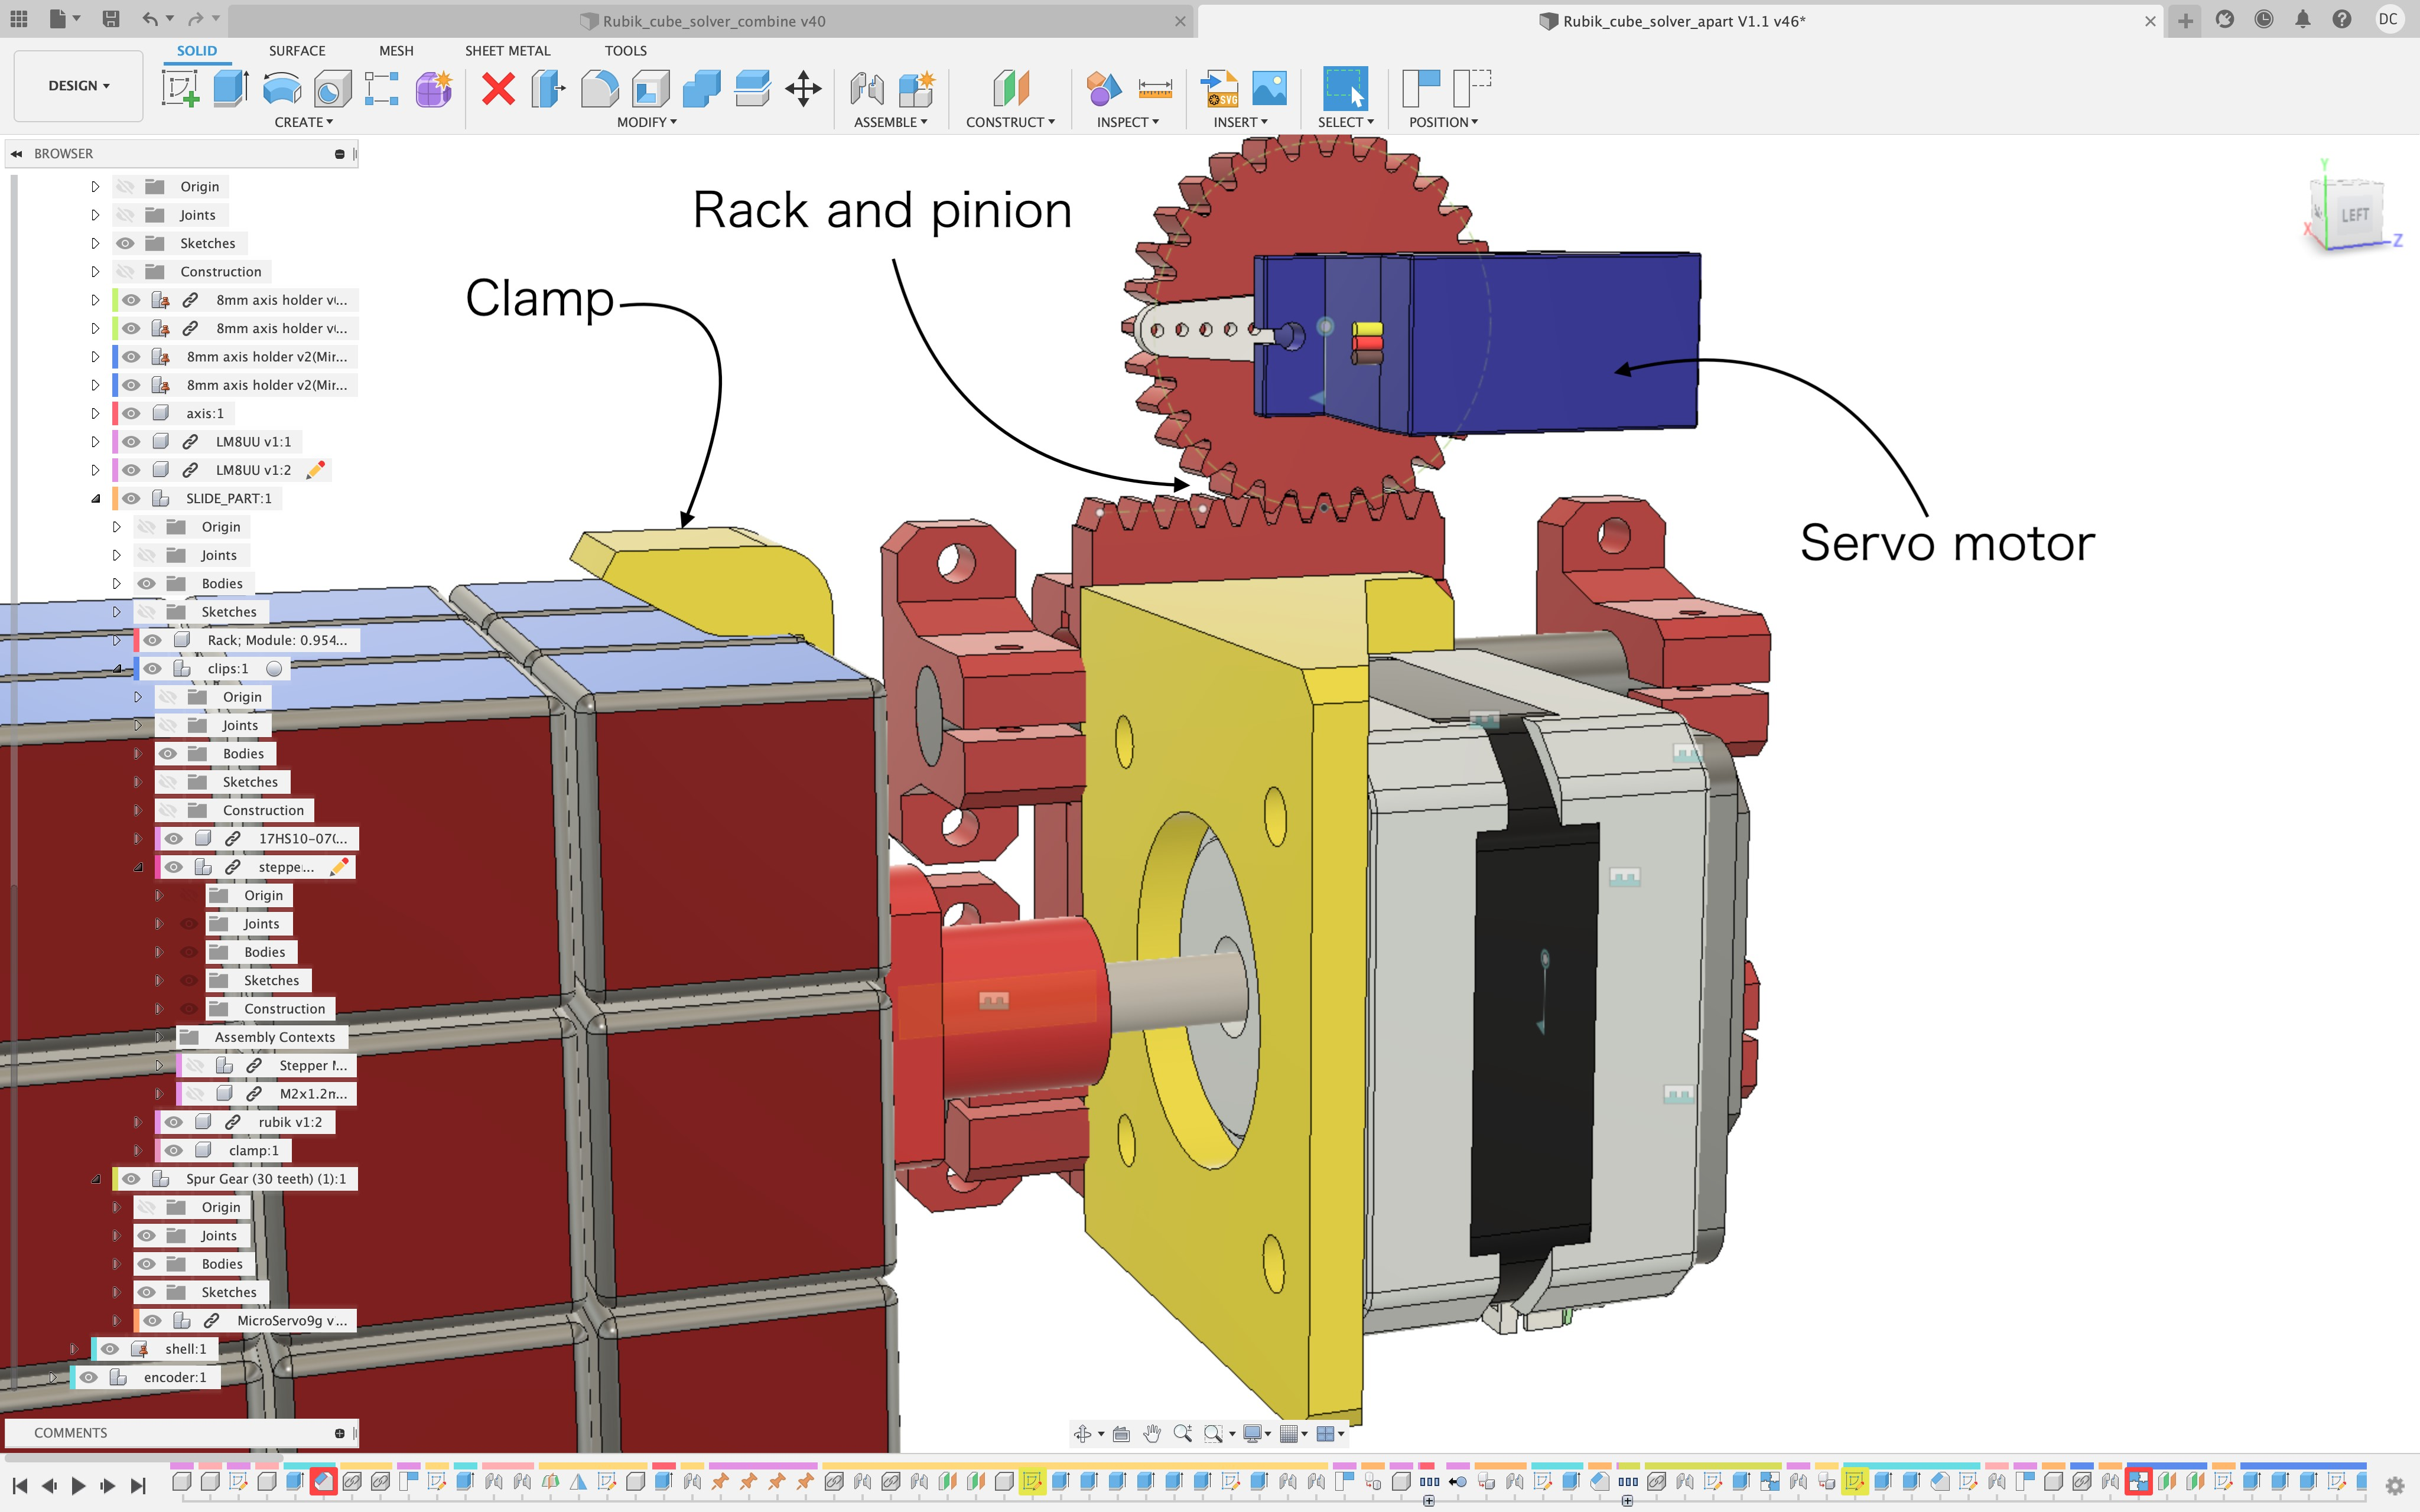 Rubik_cube_solver_combine v40
Rubik_cube_solver_apart V1.1 v46*
DC
SOLID
SURFACE
MESH
SHEET METAL
TOOLS
DESIGN
CREATE
MODIFY
ASSEMBLE
CONSTRUCT
INSPECT
INSERT
SVG
SELECT
POSITION
BROWSER
Origin
Joints
Sketches
Construction
8mm axis holder v(...
8mm axis holder v(...
8mm axis holder v2(Mir...
8mm axis holder v2(Mir...
axis:1
LM8UU v1:1
LM8UU v1:2
SLIDE_PART:1
Origin
Joints
Bodies
Sketches
Rack; Module: 0.954...
clips:1
Origin
Joints
Bodies
Sketches
Construction
17HS10-07(...
steppe...
Origin
Joints
Bodies
Sketches
Construction
Assembly Contexts
M2x1.2n...
rubik v1:2
clamp:1
Spur Gear (30 teeth) (1):1
Origin
Joints
Bodies
Sketches
MicroServo9g v...
shell:1
encoder:1
COMMENTS
Rack and pinion
Clamp
Servo motor
Y
LEFT
X
Z